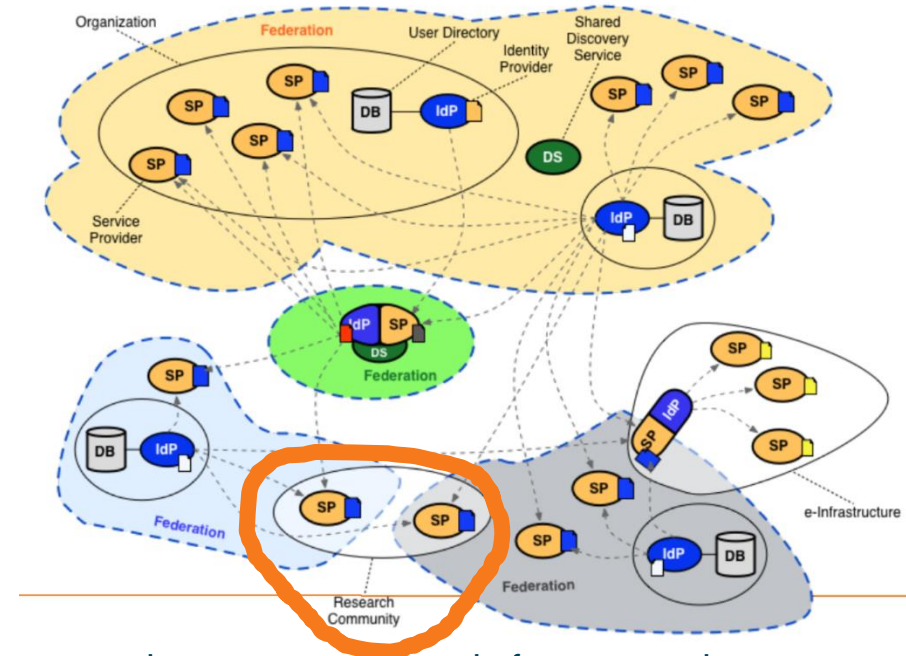 Organization
Federation
User Directory
Identity
Provider
Shared
Discovery
Service
SP
SP
SP
SP
DB
IdP
SP
SP
SP
DS
IdP
DB
Service
Provider
IdP
SP
DS
Federation
SP
DB
IdP
Federation
SP
SP
Research
Community
SP
SP
IdP
DB
Federation
IdP
SP
SP
SP
SP
e-Infrastructure